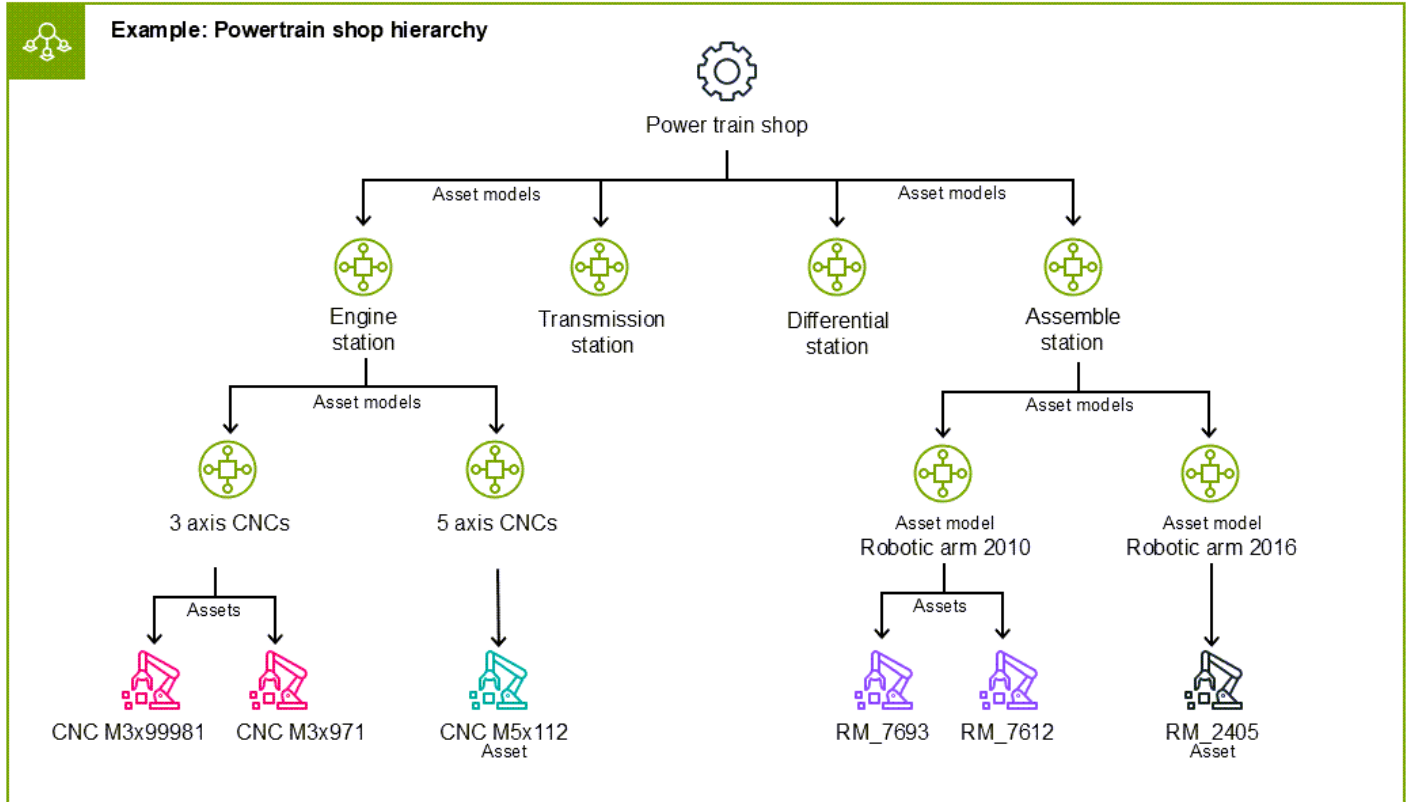 Example: Powertrain shop hierarchy
Power train shop
Asset models
Asset models
Engine
station
Transmission
station
Differential
station
Assemble
station
Asset models
Asset models
3 axis CNCs
5 axis CNCs
Asset model
Robotic arm 2010
Asset model
Robotic arm 2016
Assets
Assets
CNC M3x99981
CNC M3x971
CNC M5x112
Asset
RM_7693
RM_7612
RM_2405
Asset